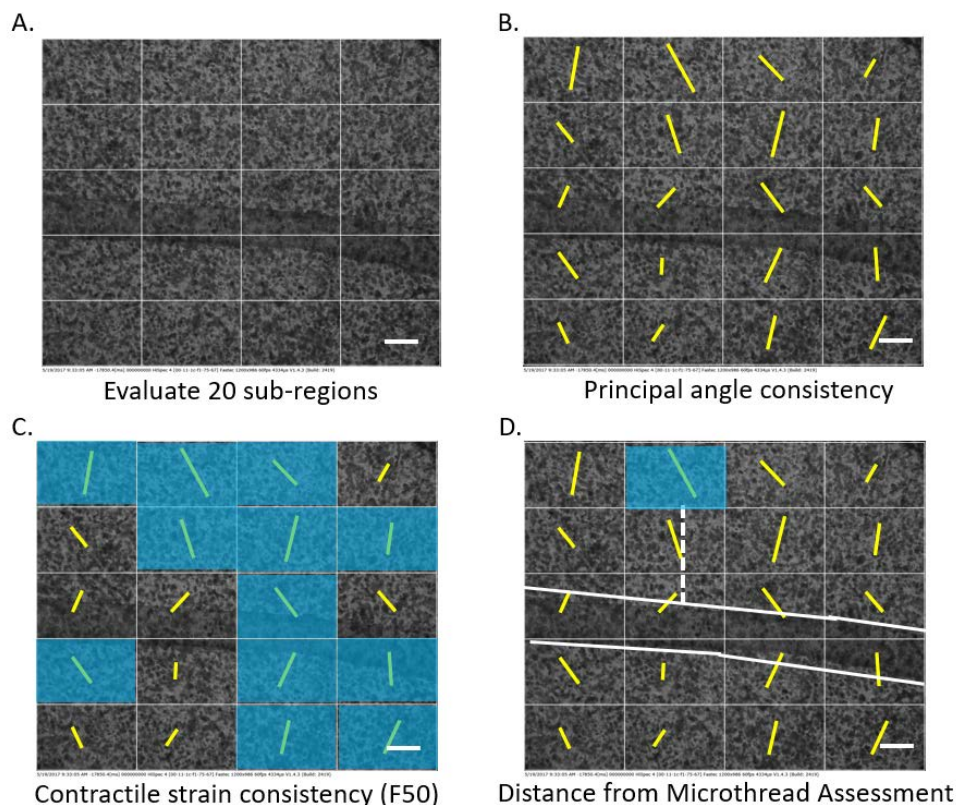 A.
B.
Evaluate 20 sub-regions
Principal angle consistency
C.
D.
Contractile strain consistency (F50)
Distance from Microthread Assessment